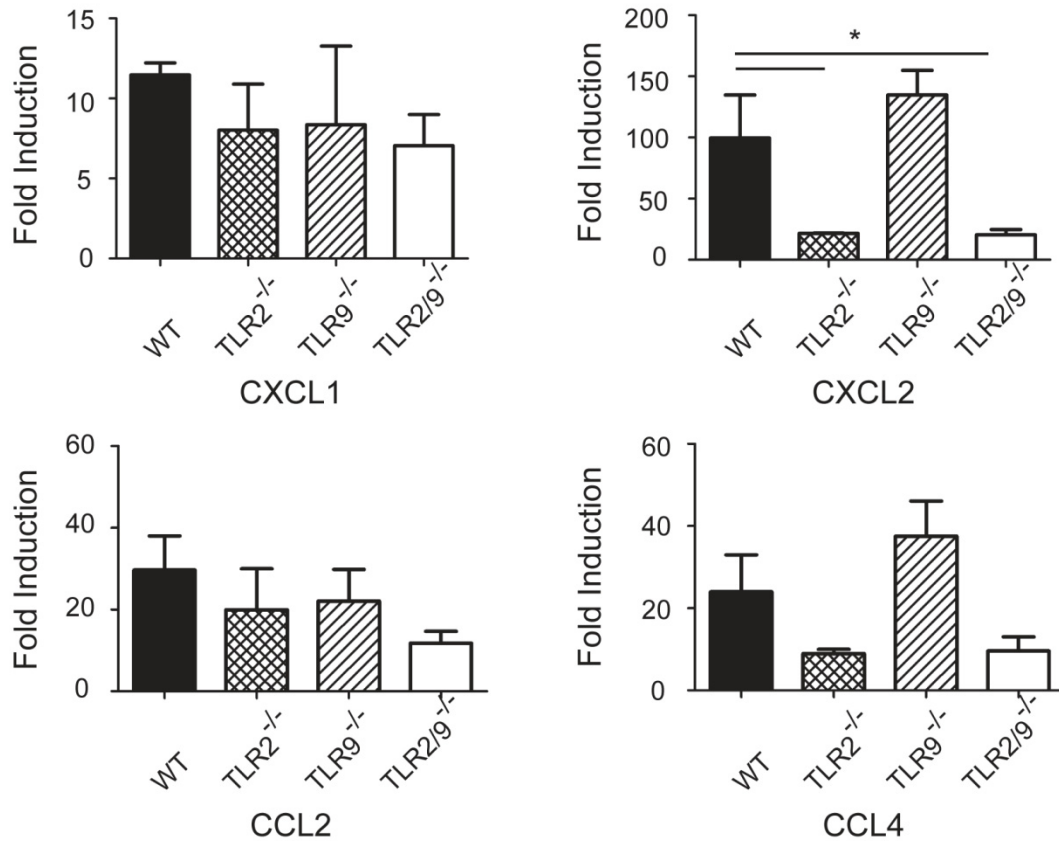 Fold Induction
15
10
5
0
WT
TLR2-/-
TLR9-/-
TLR2/9-/-
CXCL1
Fold Induction
200
150
100
50
0
*
WT
TLR2-/-
TLR9-/-
TLR2/9-/-
CXCL2
Fold Induction
60
40
20
0
WT
TLR2-/-
TLR9-/-
TLR2/9-/-
CCL2
Fold Induction
60
40
20
0
WT
TLR2-/-
TLR9-/-
TLR2/9-/-
CCL4